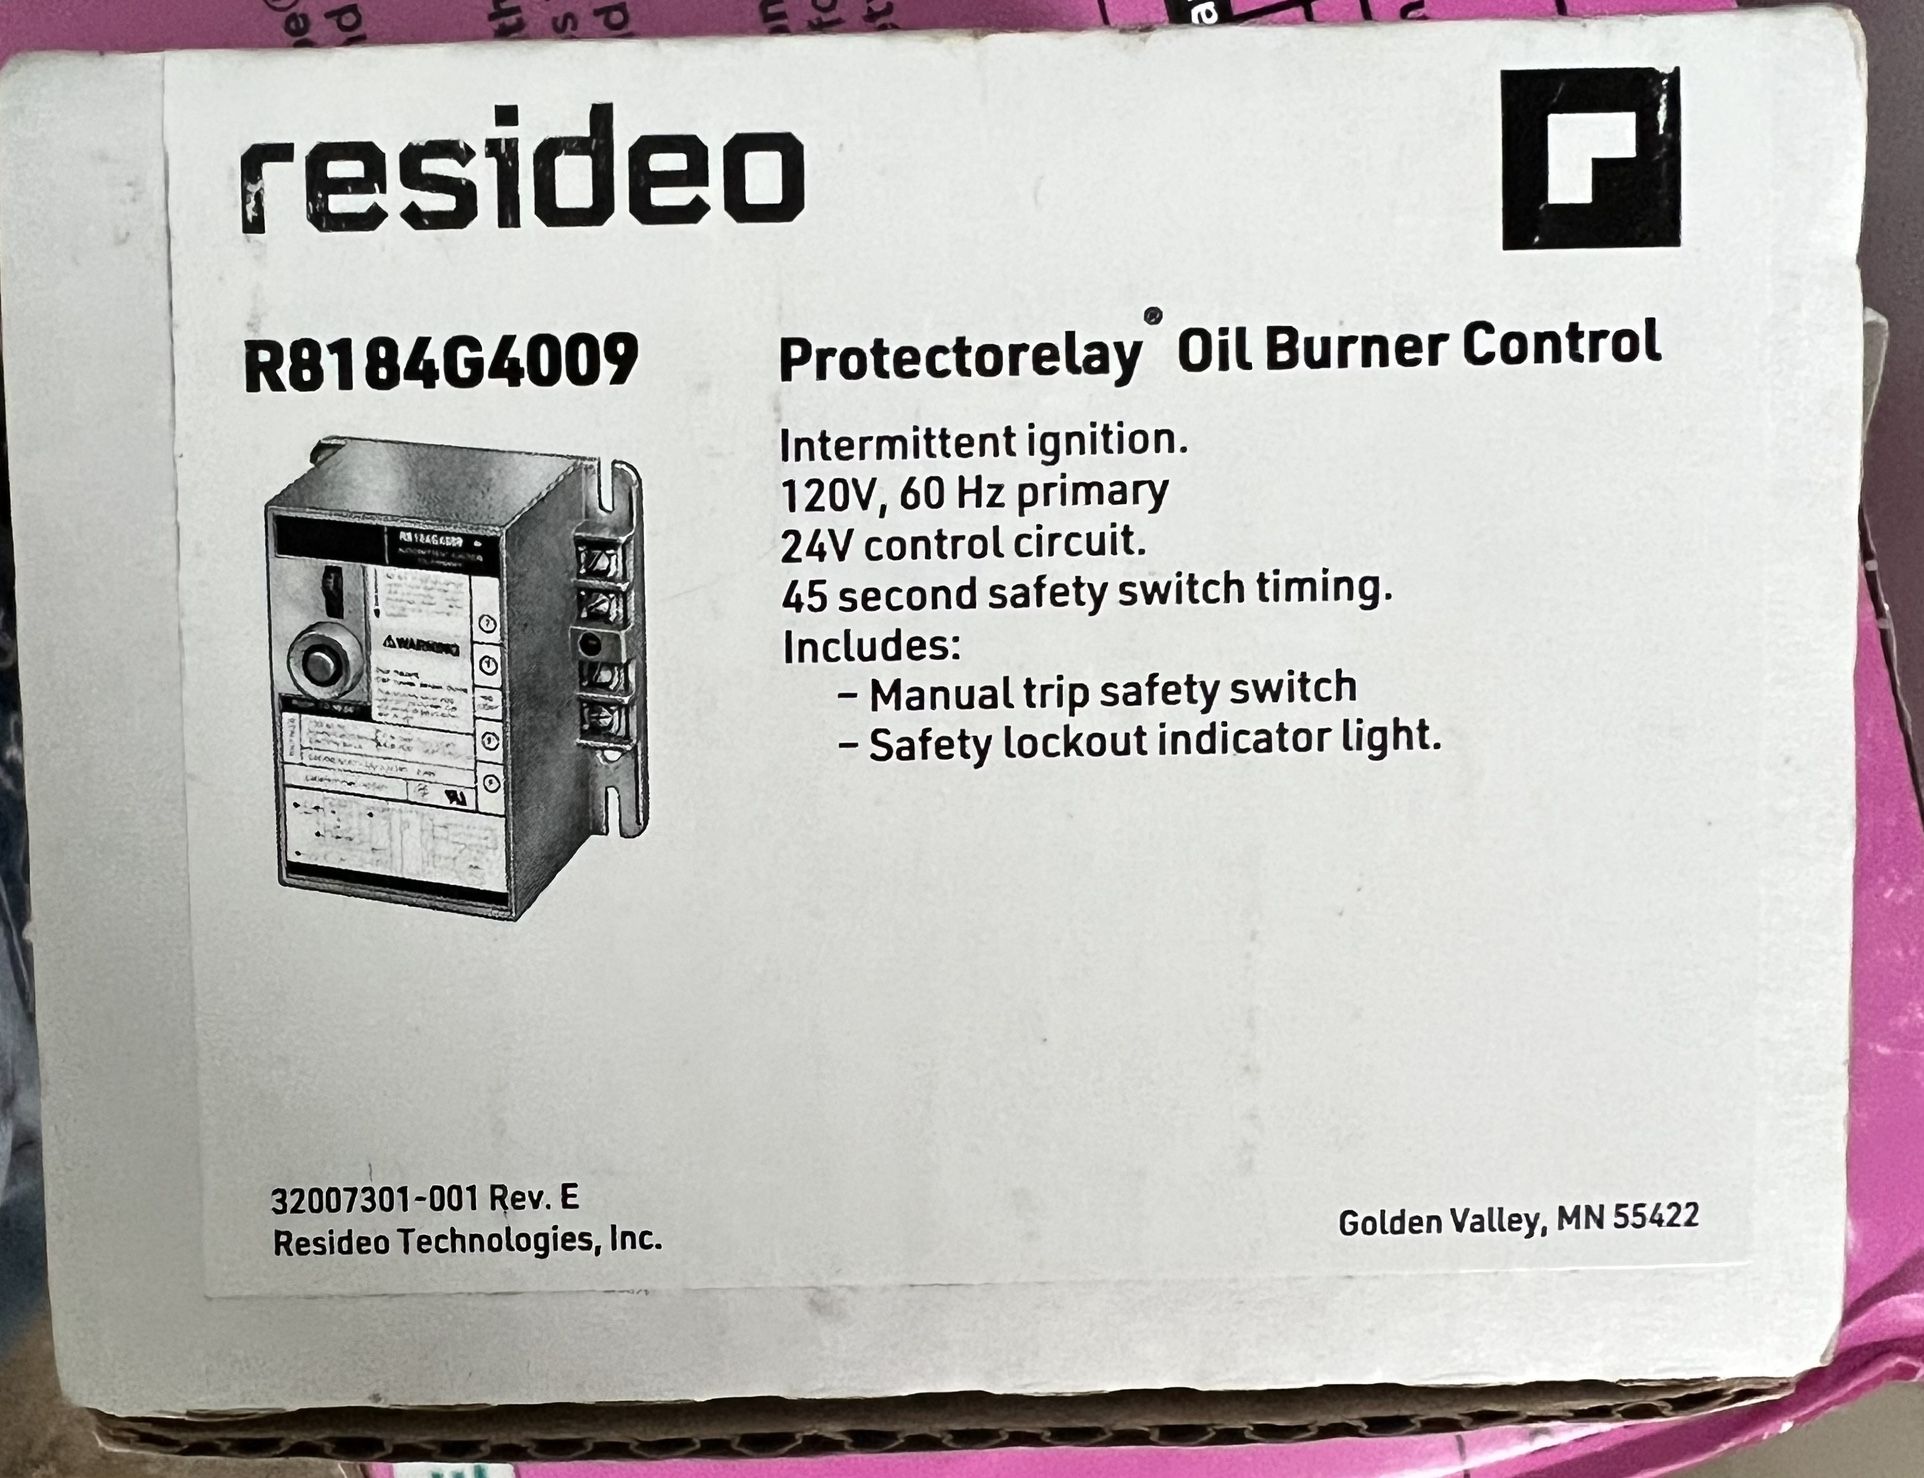 resideo
R8184G4009
Protectorelay® Oil Burner Control
Intermittent ignition.
120V, 60 Hz primary
24V control circuit.
45 second safety switch timing.
Includes:
– Manual trip safety switch
– Safety lockout indicator light.
⚠WARNING
32007301-001 Rev. E
Resideo Technologies, Inc.
Golden Valley, MN 55422